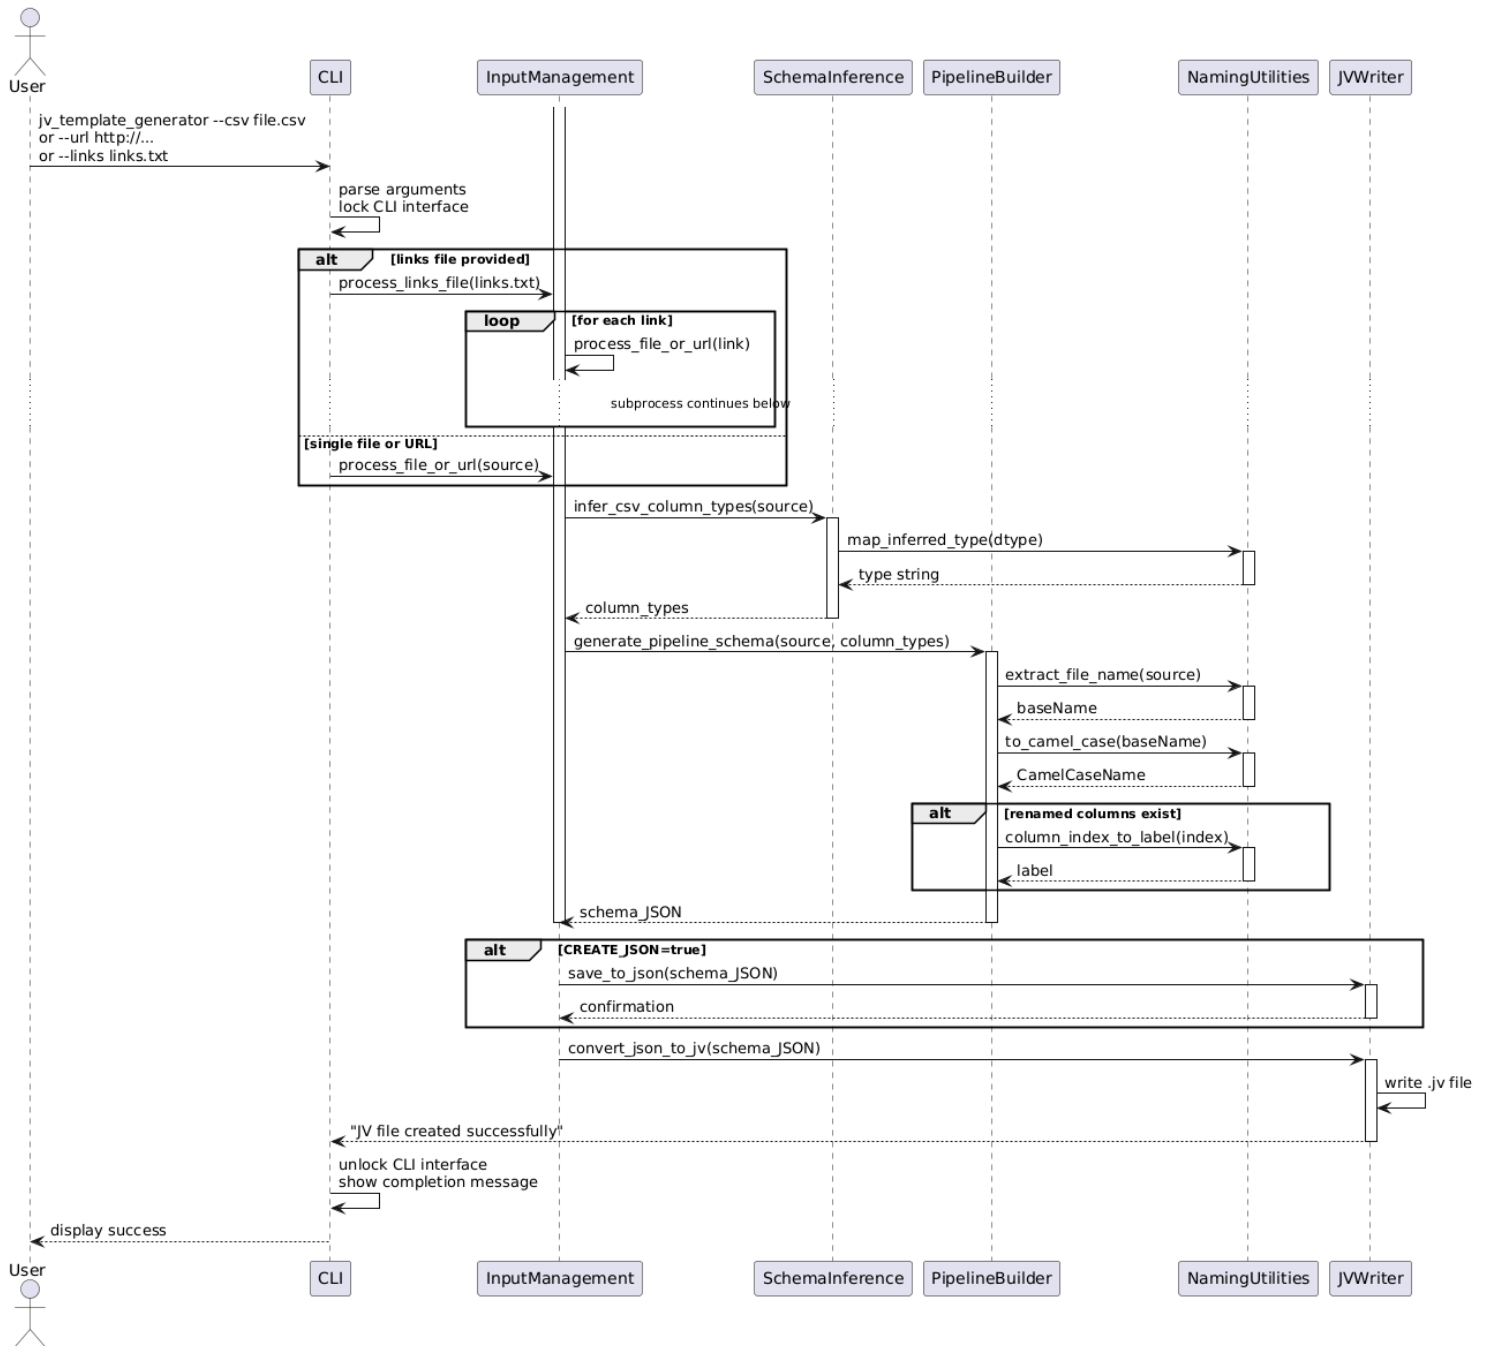 User
CLI
InputManagement
SchemaInference
PipelineBuilder
NamingUtilities
JVWriter
jv_template_generator --csv file.csv
or --url http://...
or --links links.txt
parse arguments
lock CLI interface
alt
[links file provided]
process_links_file(links.txt)
loop
[for each link]
process_file_or_url(link)
subprocess continues below
[single file or URL]
process_file_or_url(source)
infer_csv_column_types(source)
map_inferred_type(dtype)
type string
column_types
generate_pipeline_schema(source, column_types)
extract_file_name(source)
baseName
to_camel_case(baseName)
CamelCaseName
alt
[renamed columns exist]
column_index_to_label(index)
label
schema_JSON
alt
[CREATE_JSON=true]
save_to_json(schema_JSON)
confirmation
convert_json_to_jv(schema_JSON)
write .jv file
"JV file created successfully"
unlock CLI interface
show completion message
display success
User
CLI
InputManagement
SchemaInference
PipelineBuilder
NamingUtilities
JVWriter